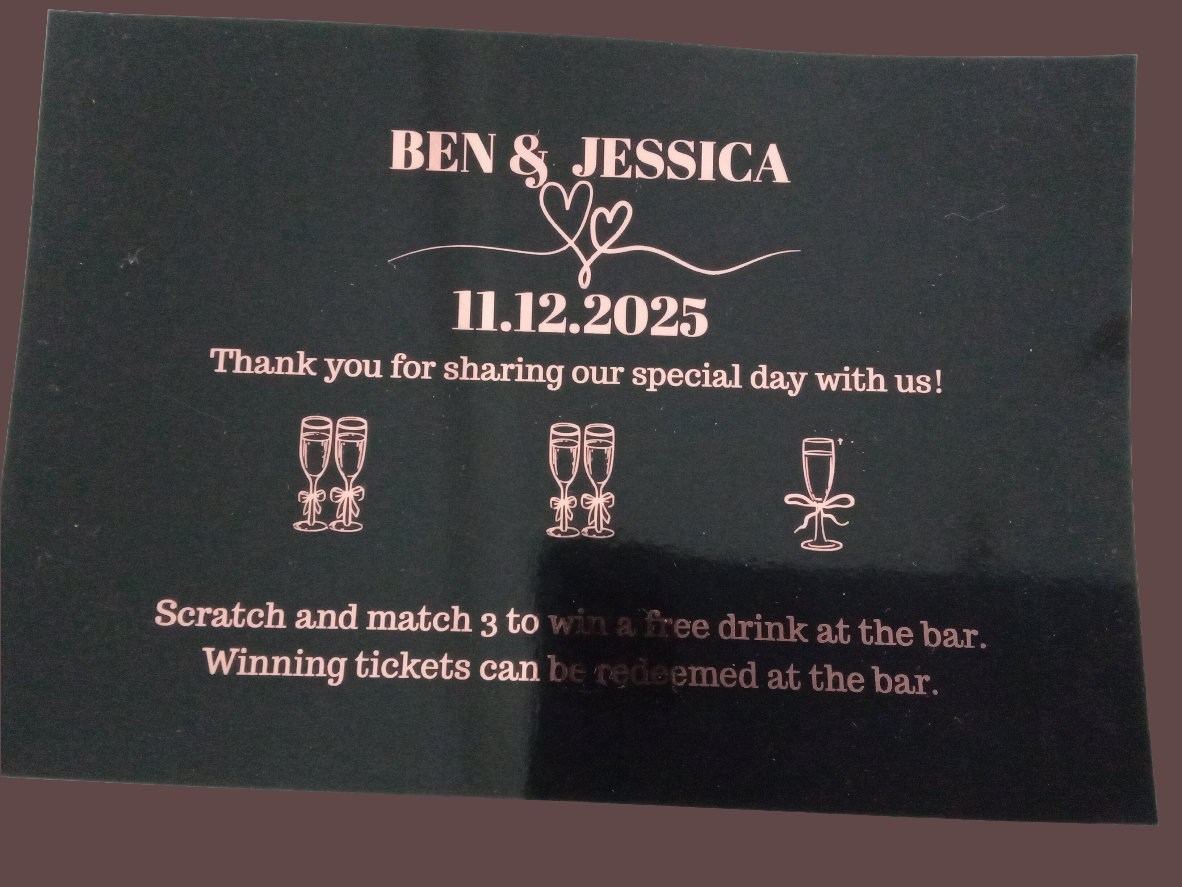 BEN & JESSICA
11.12.2025
Thank you for sharing our special day with us!
Scratch and match 3 to win a free drink at the bar.
Winning tickets can be redeemed at the bar.